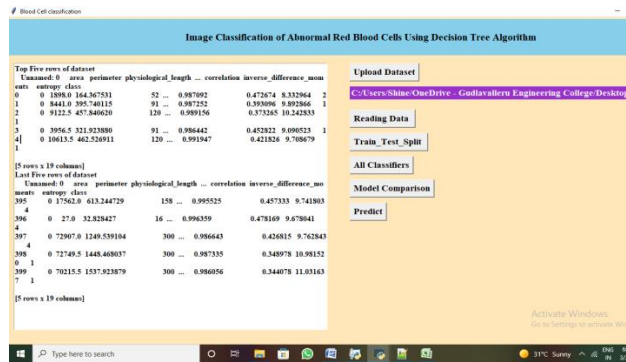 Blood Cell classification
Image Classification of Abnormal Red Blood Cells Using Decision Tree Algorithm
Top Five rows of dataset
Unnamed: 0 area perimeter physiological_length ... correlation inverse_difference_mom
ents entropy class
0 0 1898.0 164.367531 52 ... 0.987092 0.472674 8.332964 2
1 0 8441.0 395.740115 91 ... 0.987252 0.393096 9.892866 1
2 0 9122.5 457.840620 120 ... 0.989156 0.373265 10.242833
1
3 0 3956.5 321.923880 91 ... 0.986442 0.452822 9.090523 1
4 0 10613.5 462.526911 120 ... 0.991947 0.421826 9.708679
1
[5 rows x 19 columns]
Last Five rows of dataset
Unnamed: 0 area perimeter physiological_length ... correlation inverse_difference_mo
ments entropy class
395 0 17562.0 613.244729 158 ... 0.995525 0.457333 9.741803
4
396 0 27.0 32.828427 16 ... 0.996359 0.478169 9.678041
4
397 0 72907.0 1249.539104 300 ... 0.986643 0.426815 9.762843
4
398 0 72749.5 1448.468037 300 ... 0.987335 0.348978 10.98152
0 1
399 0 70215.5 1537.923879 300 ... 0.986056 0.344078 11.03163
7 1
[5 rows x 19 columns]
Upload Dataset
C:/Users/Shine/OneDrive - Gudlavalleru Engineering College/Desktop
Reading Data
Train_Test_Split
All Classifiers
Model Comparison
Predict
Activate Windows
Go to Settings to activate Win
Type here to search
31°C Sunny
ENG
IN